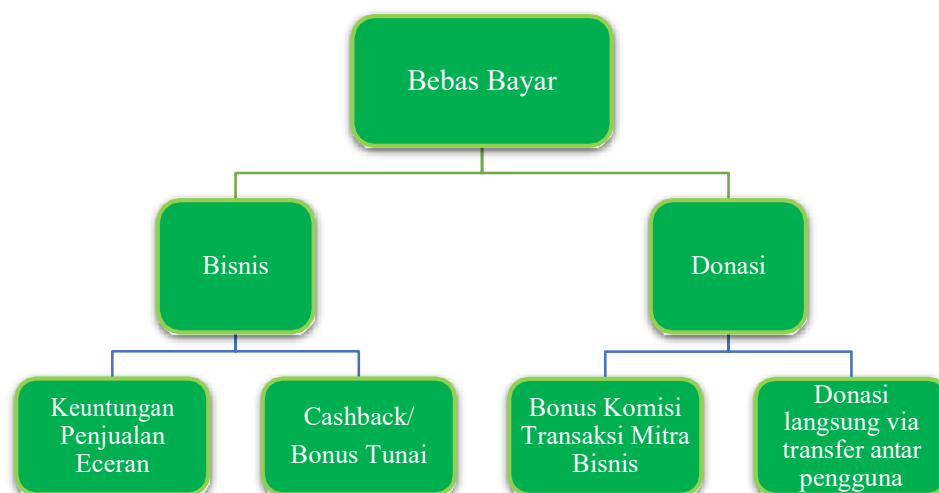 Bebas Bayar
Bisnis
Donasi
Keuntungan
Penjualan
Eceran
Cashback/
Bonus Tunai
Bonus Komisi
Transaksi Mitra
Bisnis
Donasi
langsung via
transfer antar
pengguna